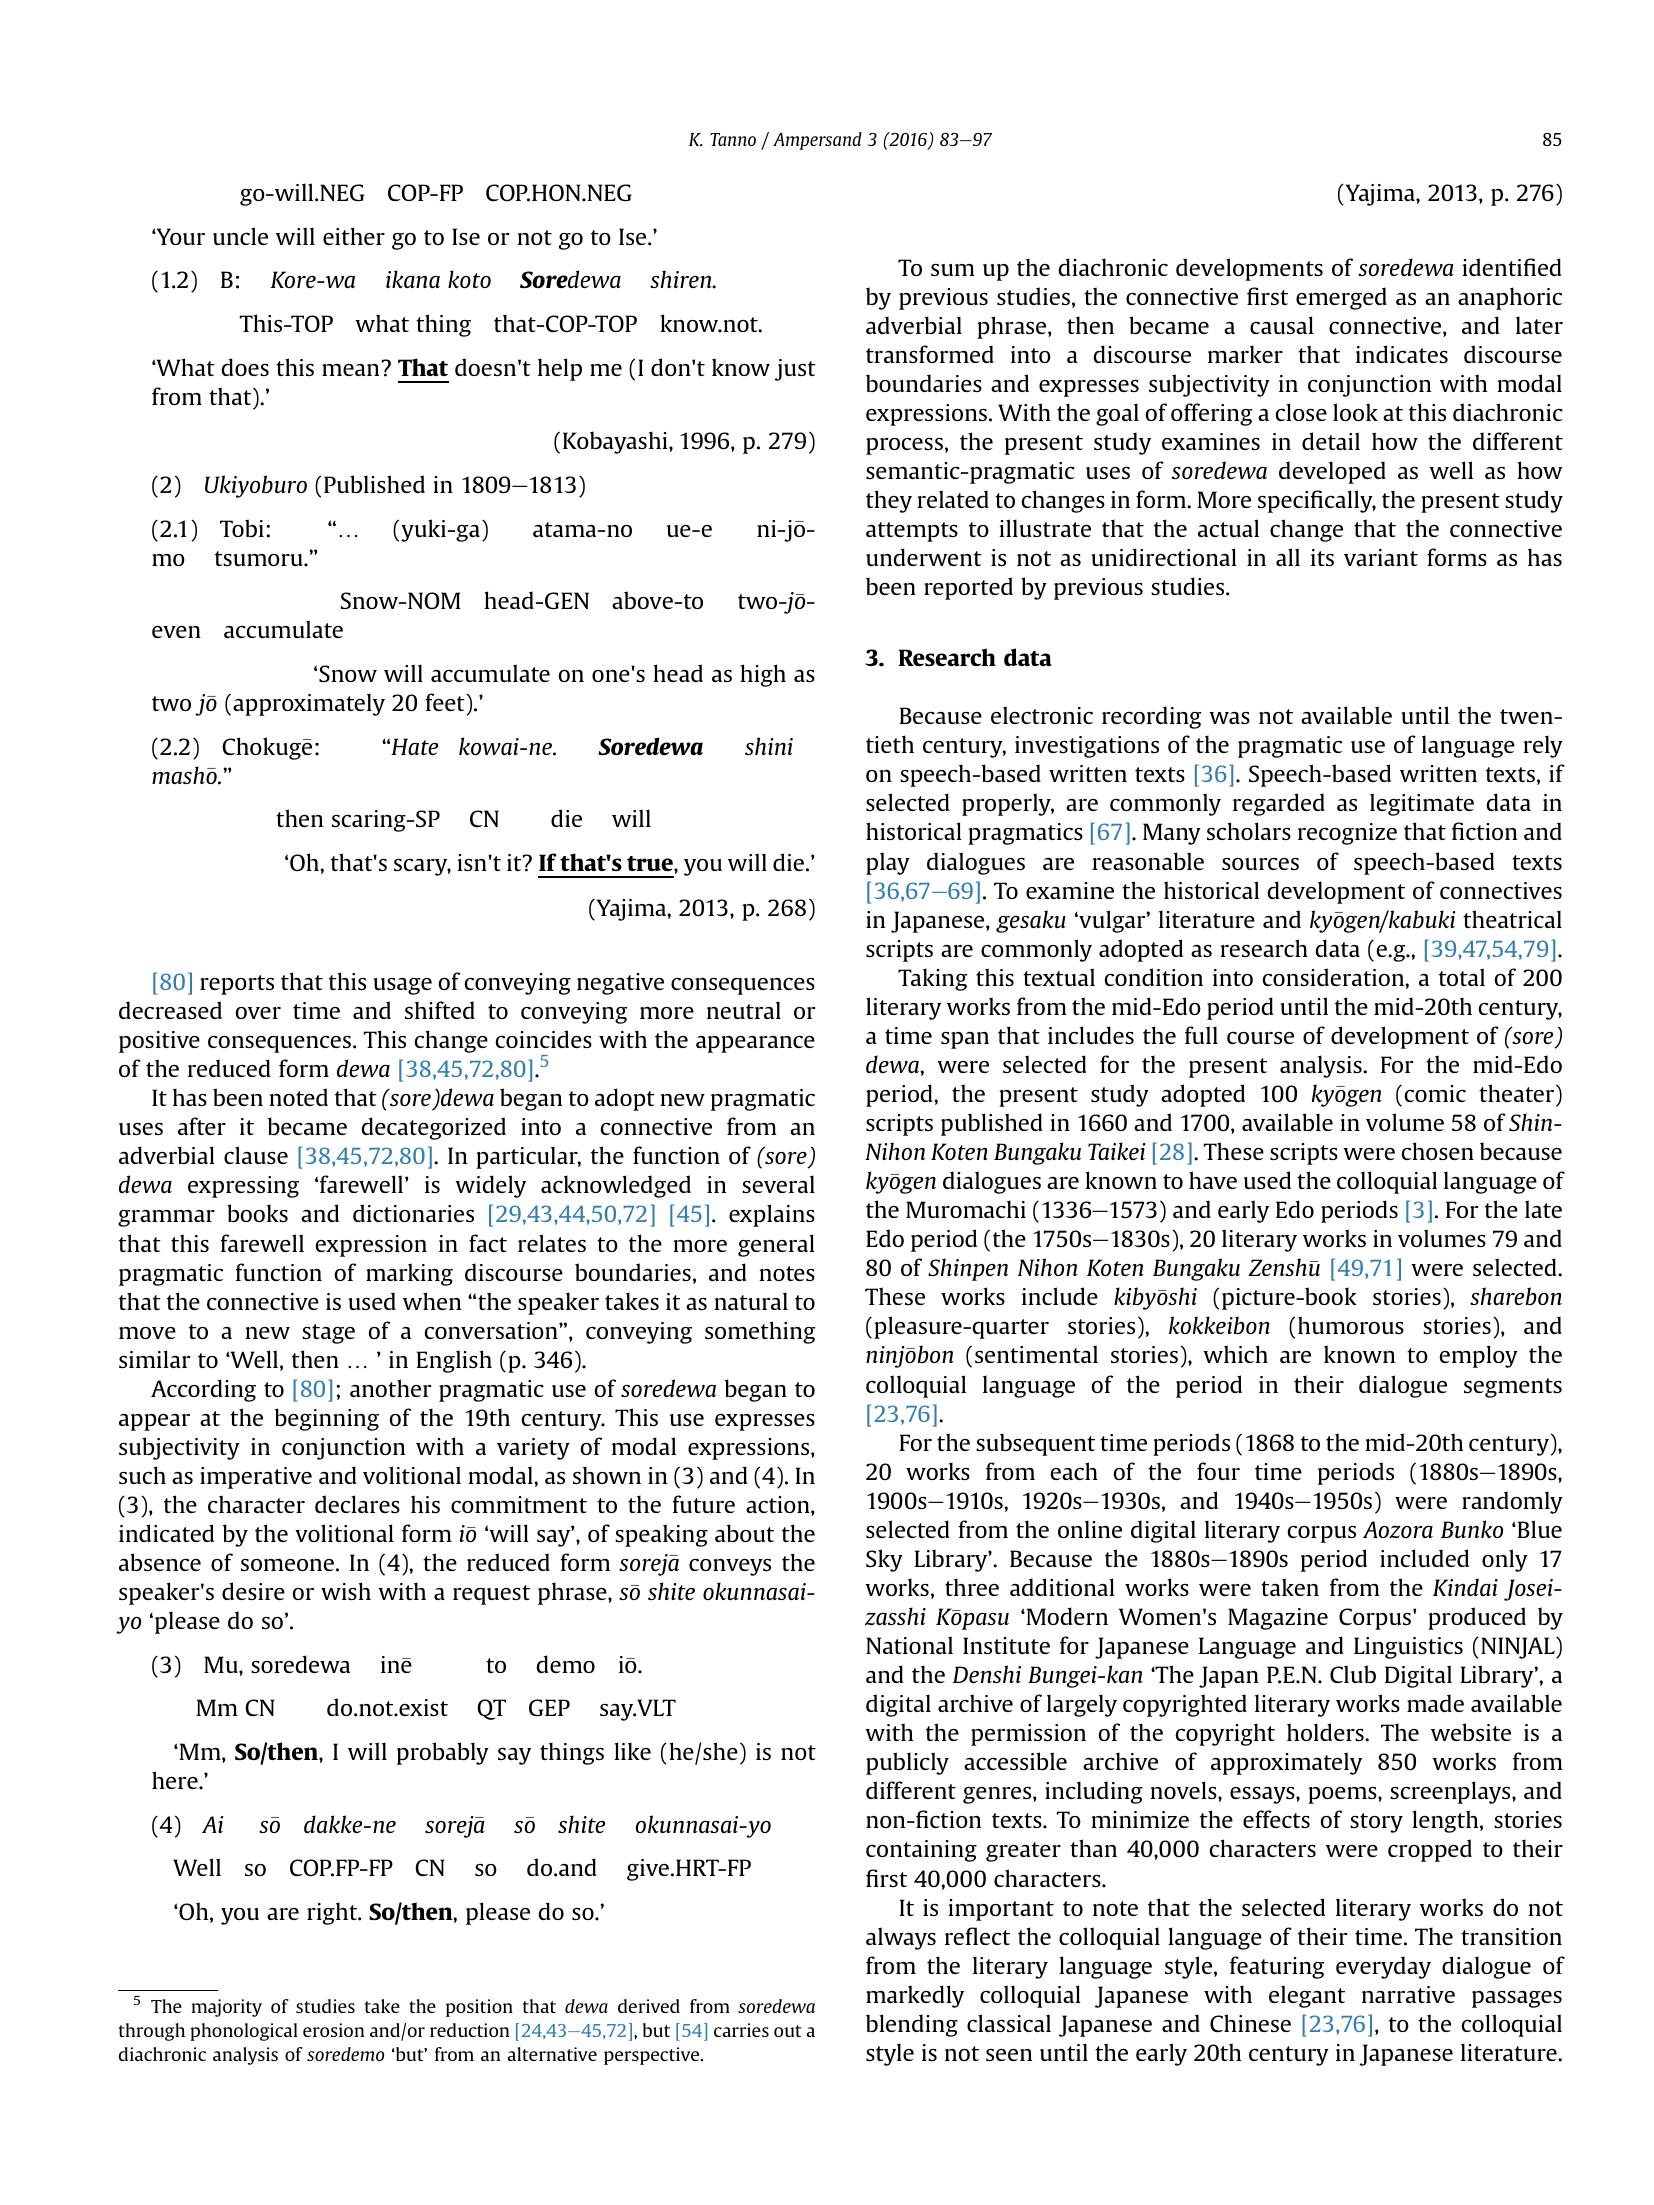 K. Tanno / Ampersand 3 (2016) 83–97
85
go-will.NEG COP-FP COP.HON.NEG
‘Your uncle will either go to Ise or not go to Ise.’
(1.2) B: Kore-wa ikana koto Soredewa shiren.
This-TOP what thing that-COP-TOP know.not.
‘What does this mean? That doesn't help me (I don't know just
from that).’
(Kobayashi, 1996, p. 279)
(2) Ukiyoburo (Published in 1809–1813)
(2.1) Tobi: “… (yuki-ga) atama-no ue-e ni-jō-
mo tsumoru.”
Snow-NOM head-GEN above-to two-jō-
even accumulate
‘Snow will accumulate on one's head as high as
two jō (approximately 20 feet).’
(2.2) Chokugē: “Hate kowai-ne. Soredewa shini
mashō.”
then scaring-SP CN die will
‘Oh, that's scary, isn't it? If that's true, you will die.’
(Yajima, 2013, p. 268)
[80] reports that this usage of conveying negative consequences
decreased over time and shifted to conveying more neutral or
positive consequences. This change coincides with the appearance
of the reduced form dewa [38,45,72,80].5
It has been noted that (sore)dewa began to adopt new pragmatic
uses after it became decategorized into a connective from an
adverbial clause [38,45,72,80]. In particular, the function of (sore)
dewa expressing ‘farewell’ is widely acknowledged in several
grammar books and dictionaries [29,43,44,50,72] [45]. explains
that this farewell expression in fact relates to the more general
pragmatic function of marking discourse boundaries, and notes
that the connective is used when “the speaker takes it as natural to
move to a new stage of a conversation”, conveying something
similar to ‘Well, then … ’ in English (p. 346).
According to [80]; another pragmatic use of soredewa began to
appear at the beginning of the 19th century. This use expresses
subjectivity in conjunction with a variety of modal expressions,
such as imperative and volitional modal, as shown in (3) and (4). In
(3), the character declares his commitment to the future action,
indicated by the volitional form iō ‘will say’, of speaking about the
absence of someone. In (4), the reduced form sorejā conveys the
speaker's desire or wish with a request phrase, sō shite okunnasai-
yo ‘please do so’.
(3) Mu, soredewa inē to demo iō.
Mm CN do.not.exist QT GEP say.VLT
‘Mm, So/then, I will probably say things like (he/she) is not
here.’
(4) Ai sō dakke-ne sorejā sō shite okunnasai-yo
Well so COP.FP-FP CN so do.and give.HRT-FP
‘Oh, you are right. So/then, please do so.’
5 The majority of studies take the position that dewa derived from soredewa
through phonological erosion and/or reduction [24,43–45,72], but [54] carries out a
diachronic analysis of soredemo ‘but’ from an alternative perspective.
(Yajima, 2013, p. 276)
To sum up the diachronic developments of soredewa identified
by previous studies, the connective first emerged as an anaphoric
adverbial phrase, then became a causal connective, and later
transformed into a discourse marker that indicates discourse
boundaries and expresses subjectivity in conjunction with modal
expressions. With the goal of offering a close look at this diachronic
process, the present study examines in detail how the different
semantic-pragmatic uses of soredewa developed as well as how
they related to changes in form. More specifically, the present study
attempts to illustrate that the actual change that the connective
underwent is not as unidirectional in all its variant forms as has
been reported by previous studies.
3. Research data
Because electronic recording was not available until the twen-
tieth century, investigations of the pragmatic use of language rely
on speech-based written texts [36]. Speech-based written texts, if
selected properly, are commonly regarded as legitimate data in
historical pragmatics [67]. Many scholars recognize that fiction and
play dialogues are reasonable sources of speech-based texts
[36,67–69]. To examine the historical development of connectives
in Japanese, gesaku ‘vulgar’ literature and kyōgen/kabuki theatrical
scripts are commonly adopted as research data (e.g., [39,47,54,79].
Taking this textual condition into consideration, a total of 200
literary works from the mid-Edo period until the mid-20th century,
a time span that includes the full course of development of (sore)
dewa, were selected for the present analysis. For the mid-Edo
period, the present study adopted 100 kyōgen (comic theater)
scripts published in 1660 and 1700, available in volume 58 of Shin-
Nihon Koten Bungaku Taikei [28]. These scripts were chosen because
kyōgen dialogues are known to have used the colloquial language of
the Muromachi (1336–1573) and early Edo periods [3]. For the late
Edo period (the 1750s–1830s), 20 literary works in volumes 79 and
80 of Shinpen Nihon Koten Bungaku Zenshū [49,71] were selected.
These works include kibyōshi (picture-book stories), sharebon
(pleasure-quarter stories), kokkeibon (humorous stories), and
ninjōbon (sentimental stories), which are known to employ the
colloquial language of the period in their dialogue segments
[23,76].
For the subsequent time periods (1868 to the mid-20th century),
20 works from each of the four time periods (1880s–1890s,
1900s–1910s, 1920s–1930s, and 1940s–1950s) were randomly
selected from the online digital literary corpus Aozora Bunko ‘Blue
Sky Library’. Because the 1880s–1890s period included only 17
works, three additional works were taken from the Kindai Josei-
zasshi Kōpasu ‘Modern Women's Magazine Corpus' produced by
National Institute for Japanese Language and Linguistics (NINJAL)
and the Denshi Bungei-kan ‘The Japan P.E.N. Club Digital Library’, a
digital archive of largely copyrighted literary works made available
with the permission of the copyright holders. The website is a
publicly accessible archive of approximately 850 works from
different genres, including novels, essays, poems, screenplays, and
non-fiction texts. To minimize the effects of story length, stories
containing greater than 40,000 characters were cropped to their
first 40,000 characters.
It is important to note that the selected literary works do not
always reflect the colloquial language of their time. The transition
from the literary language style, featuring everyday dialogue of
markedly colloquial Japanese with elegant narrative passages
blending classical Japanese and Chinese [23,76], to the colloquial
style is not seen until the early 20th century in Japanese literature.